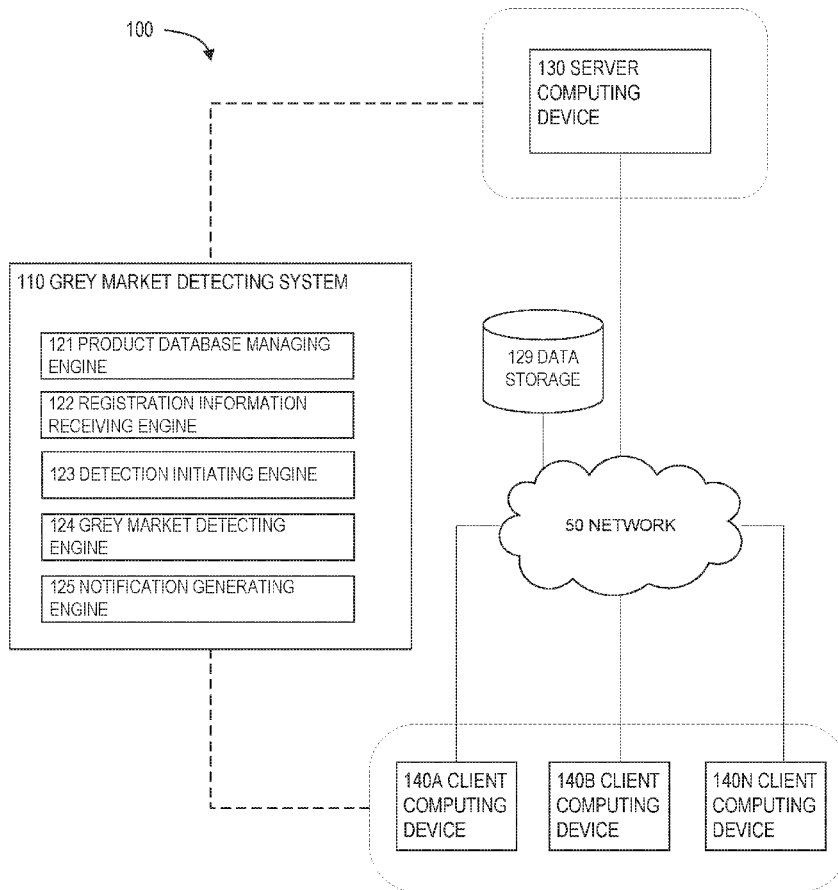 100
130 SERVER
COMPUTING
DEVICE
110 GREY MARKET DETECTING SYSTEM
121 PRODUCT DATABASE MANAGING
ENGINE
122 REGISTRATION INFORMATION
RECEIVING ENGINE
123 DETECTION INITIATING ENGINE
124 GREY MARKET DETECTING
ENGINE
125 NOTIFICATION GENERATING
ENGINE
129 DATA
STORAGE
50 NETWORK
140A CLIENT
COMPUTING
DEVICE
140B CLIENT
COMPUTING
DEVICE
140N CLIENT
COMPUTING
DEVICE